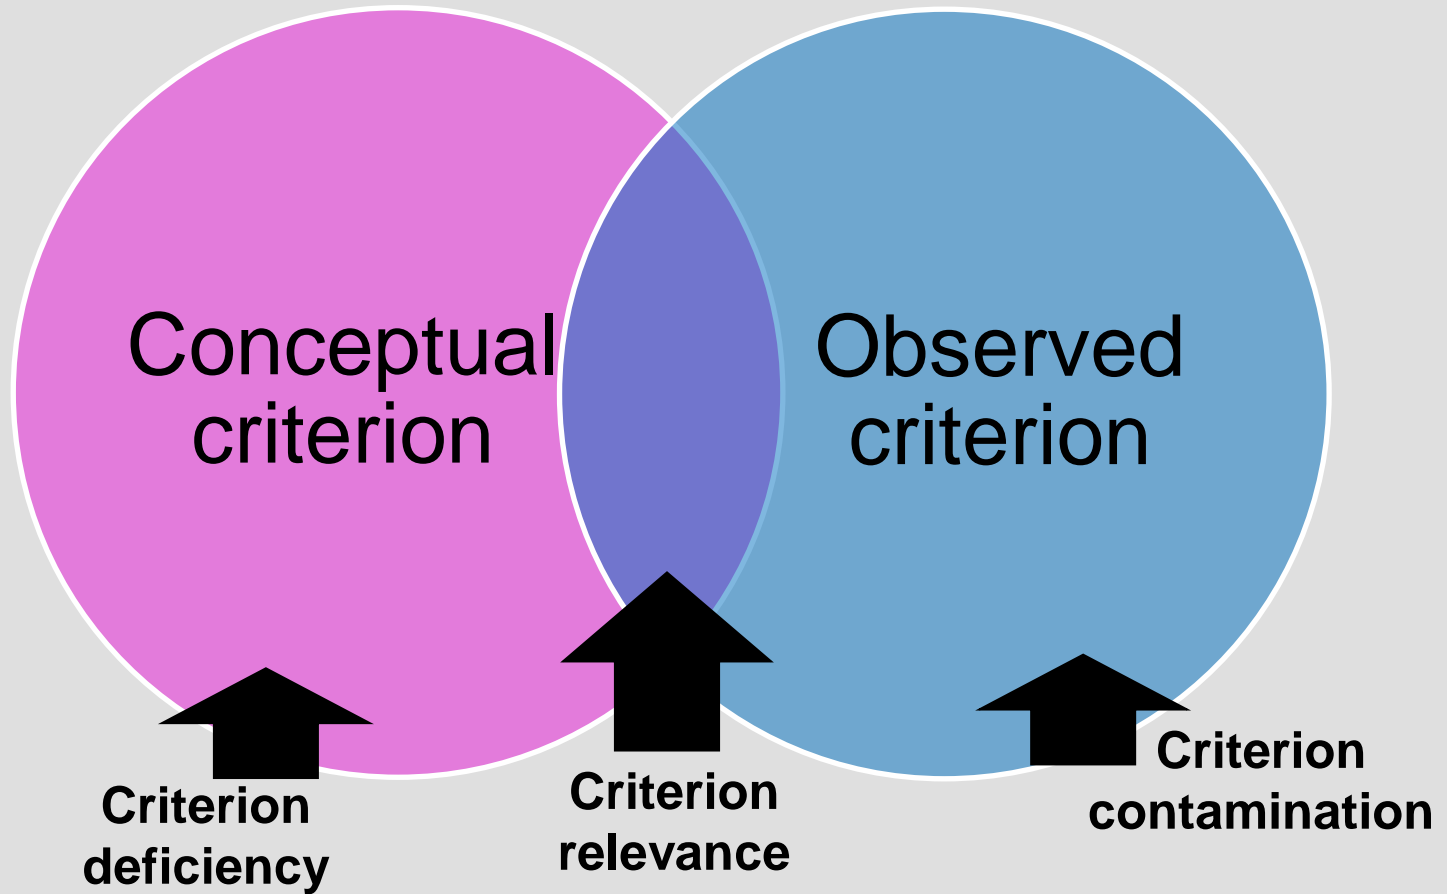 Conceptual
criterion
Observed
criterion
Criterion
deficiency
Criterion
relevance
Criterion
contamination